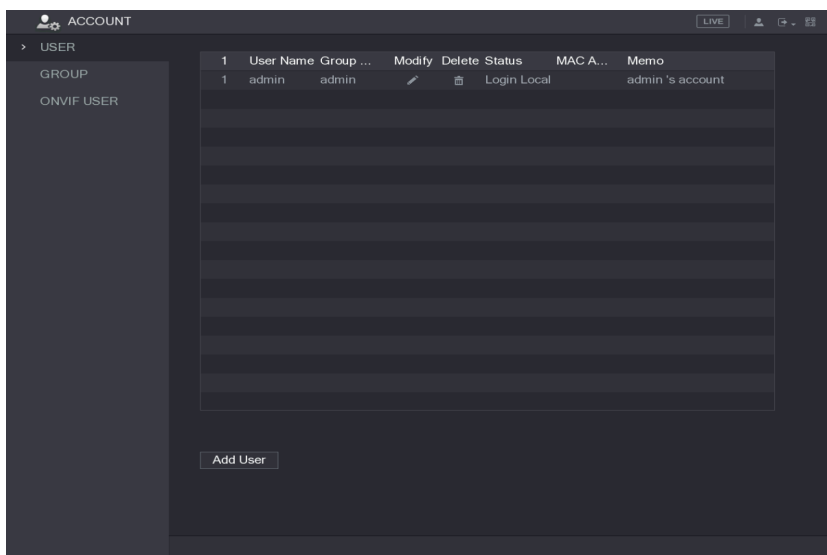 ACCOUNT LIVE
> USER
GROUP
ONVIF USER
1 User Name Group ... Modify Delete Status MAC A... Memo
1 admin admin Login Local admin 's account
Add User